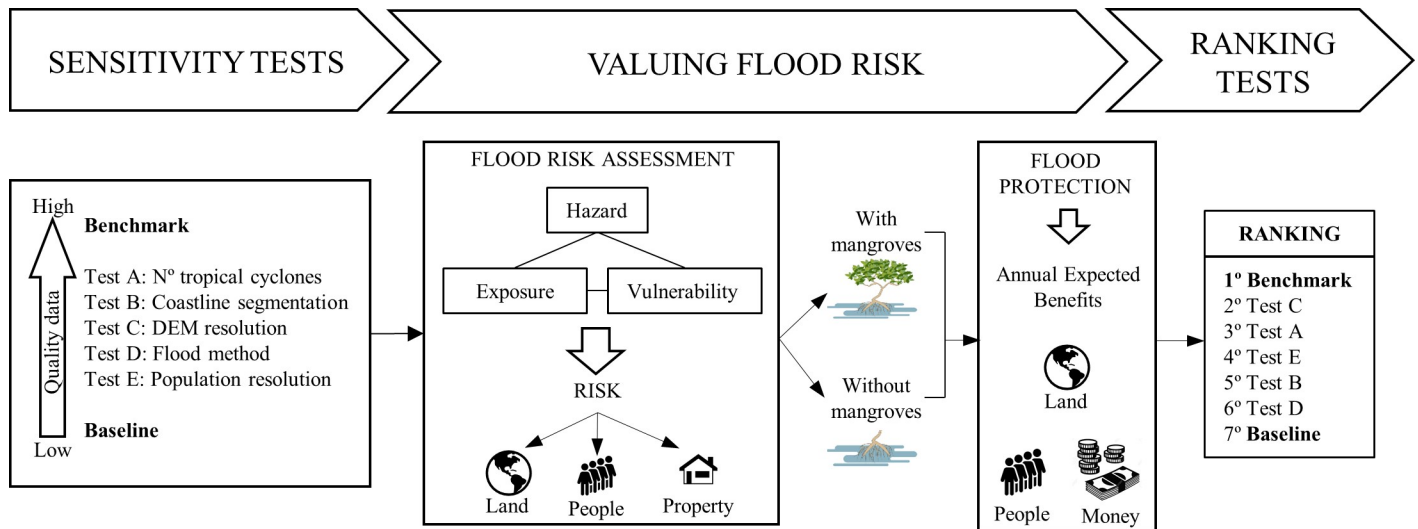 SENSITIVITY TESTS
VALUING FLOOD RISK
RANKING
TESTS
High
Quality data
Low
Benchmark
Test A: Nº tropical cyclones
Test B: Coastline segmentation
Test C: DEM resolution
Test D: Flood method
Test E: Population resolution
Baseline
FLOOD RISK ASSESSMENT
Hazard
Exposure
Vulnerability
RISK
Land
People
Property
With
mangroves
Without
mangroves
FLOOD
PROTECTION
Annual Expected
Benefits
Land
People
Money
RANKING
1º Benchmark
2º Test C
3º Test A
4º Test E
5º Test B
6º Test D
7º Baseline